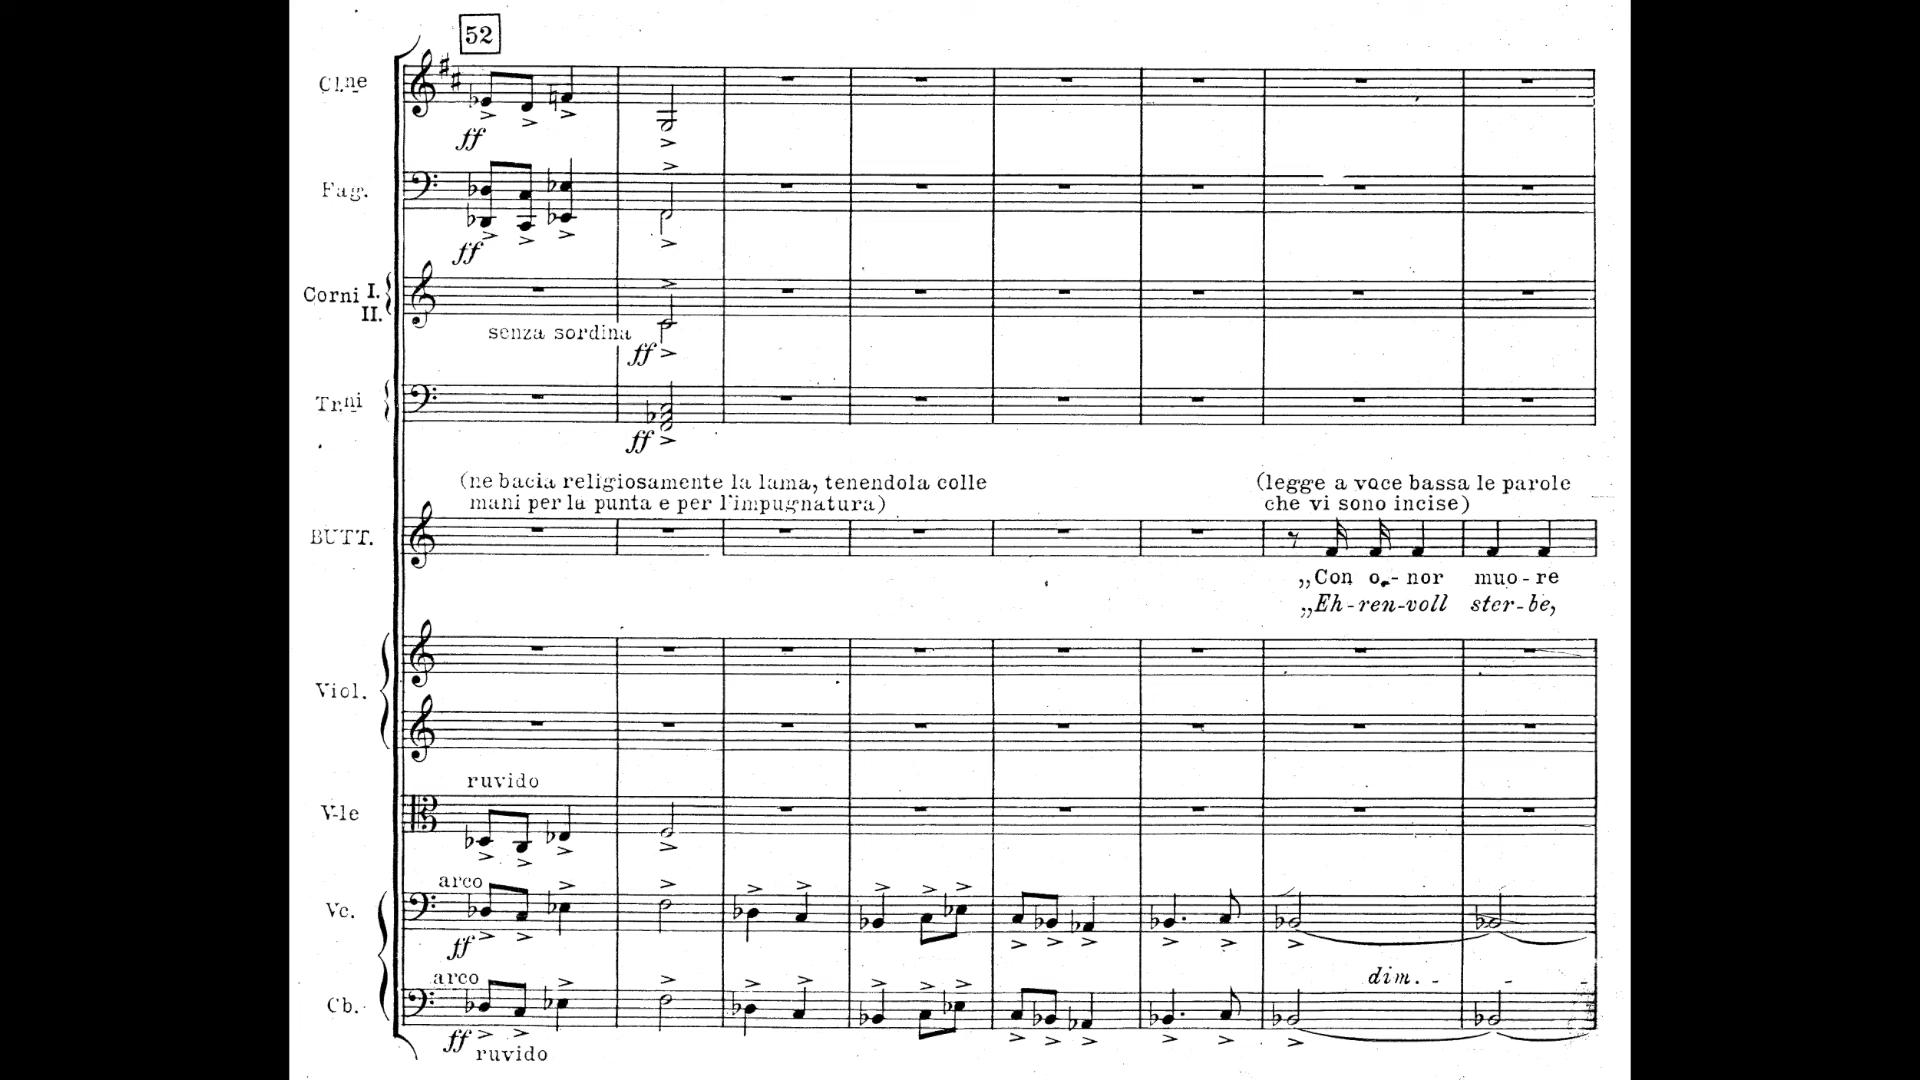 52
Cl.ne
ff
Fag.
ff
Corni I.
II.
senza sordina
ff
Tr.ni
ff
(ne bacia religiosamente la lama, tenendola colle
mani per la punta e per l'impugnatura)
(legge a voce bassa le parole
che vi sono incise)
BUTT.
„Con o - nor muo - re
„Eh - ren - voll ster - be,
Viol.
ruvido
V-le
arco
Vc.
ff
arco
dim. - - -
Cb.
ff
ruvido